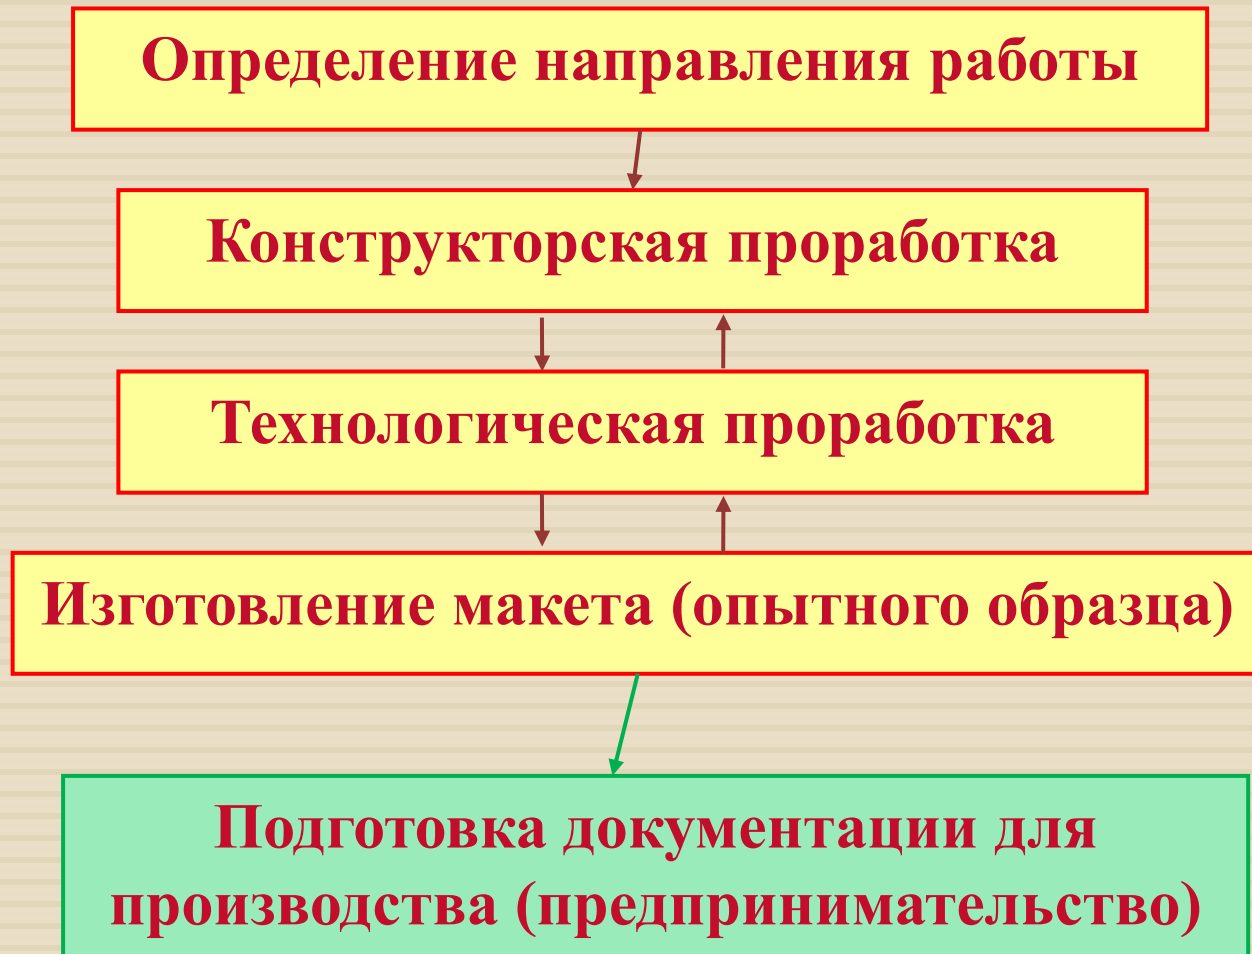 Определение направления работы
Конструкторская проработка
Технологическая проработка
Изготовление макета (опытного образца)
Подготовка документации для
производства (предпринимательство)